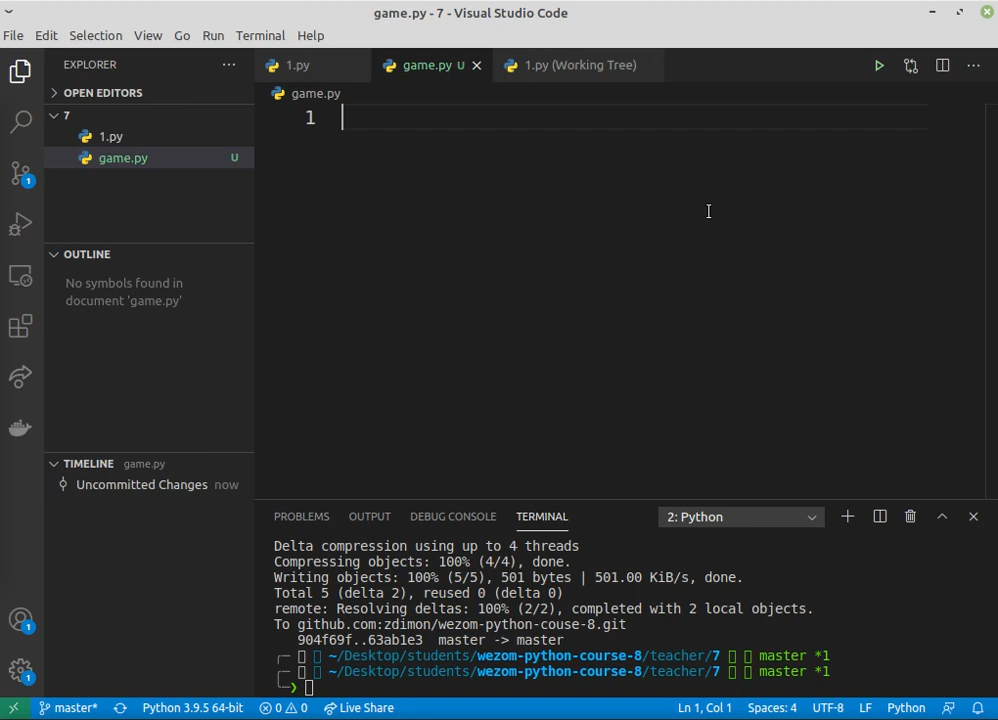 game.py - 7 - Visual Studio Code
File Edit Selection View Go Run Terminal Help
EXPLORER
1.py
game.py U
1.py (Working Tree)
OPEN EDITORS
game.py
7
1
1.py
game.py U
1
OUTLINE
No symbols found in
document 'game.py'
TIMELINE game.py
Uncommitted Changes now
PROBLEMS OUTPUT DEBUG CONSOLE TERMINAL 2: Python
Delta compression using up to 4 threads
Compressing objects: 100% (4/4), done.
Writing objects: 100% (5/5), 501 bytes | 501.00 KiB/s, done.
Total 5 (delta 2), reused 0 (delta 0)
remote: Resolving deltas: 100% (2/2), completed with 2 local objects.
To github.com:zdimon/wezom-python-couse-8.git
904f69f..63ab1e3 master -> master
~/Desktop/students/wezom-python-course-8/teacher/7 master *1
~/Desktop/students/wezom-python-course-8/teacher/7 master *1
1
1
master* Python 3.9.5 64-bit 0 0 Live Share Ln 1, Col 1 Spaces: 4 UTF-8 LF Python